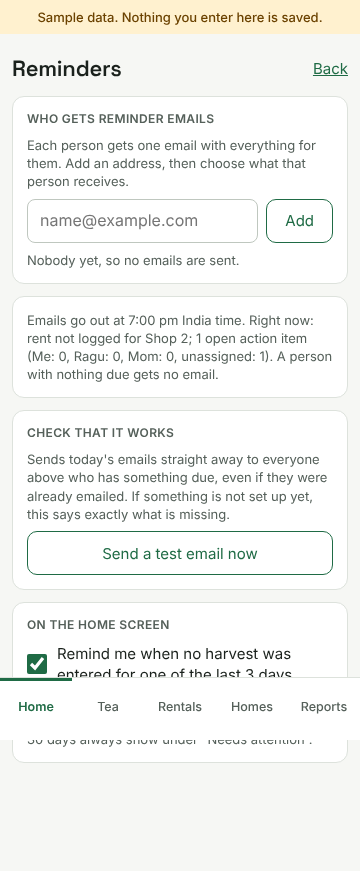 Sample data. Nothing you enter here is saved.
Reminders
Back
WHO GETS REMINDER EMAILS
Each person gets one email with everything for
them. Add an address, then choose what that
person receives.
name@example.com
Add
Nobody yet, so no emails are sent.
Emails go out at 7:00 pm India time. Right now:
rent not logged for Shop 2; 1 open action item
(Me: 0, Ragu: 0, Mom: 0, unassigned: 1). A person
with nothing due gets no email.
CHECK THAT IT WORKS
Sends today's emails straight away to everyone
above who has something due, even if they were
already emailed. If something is not set up yet,
this says exactly what is missing.
Send a test email now
ON THE HOME SCREEN
Remind me when no harvest was
entered for one of the last 3 days
Home
Tea
Rentals
Homes
Reports
30 days always show under "Needs attention".